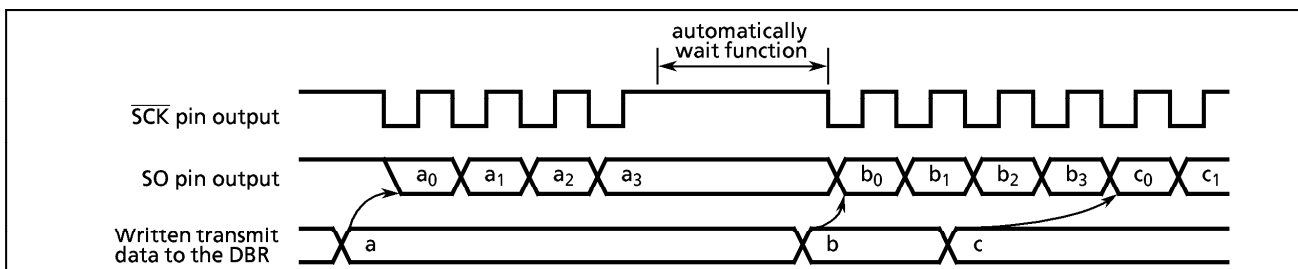 automatically
wait function
SCK pin output
SO pin output
a0 a1 a2 a3 b0 b1 b2 b3 c0 c1
Written transmit
data to the DBR
a b c